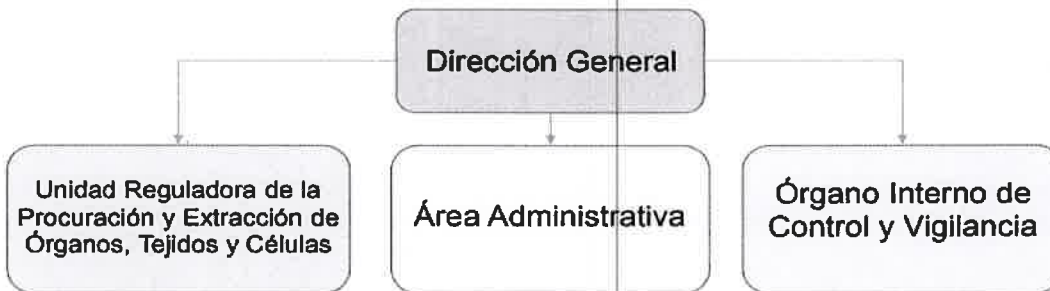 Dirección General
Unidad Reguladora de la
Procuración y Extracción de
Órganos, Tejidos y Células
Área Administrativa
Órgano Interno de
Control y Vigilancia